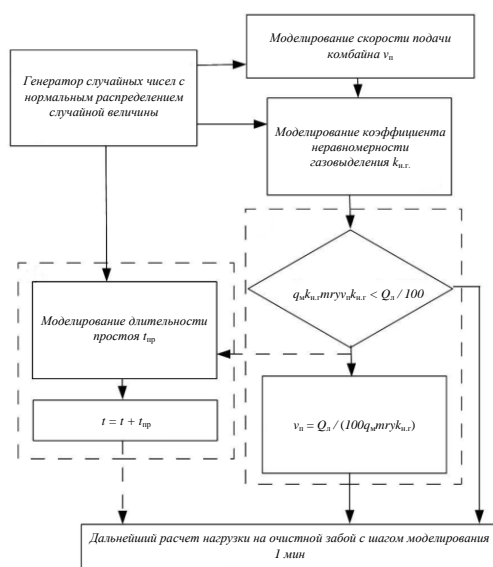 Моделирование скорости подачи
комбайна vп
Генератор случайных чисел с
нормальным распределением
случайной величины
Моделирование коэффициента
неравномерности
газовыделения kн.г.
qмkн.гmryvпkн.г < Qл / 100
Моделирование длительности
простоя tпр
vп = Qл / (100qмmrykн.г)
t = t + tпр
Дальнейший расчет нагрузки на очистной забой с шагом моделирования
1 мин